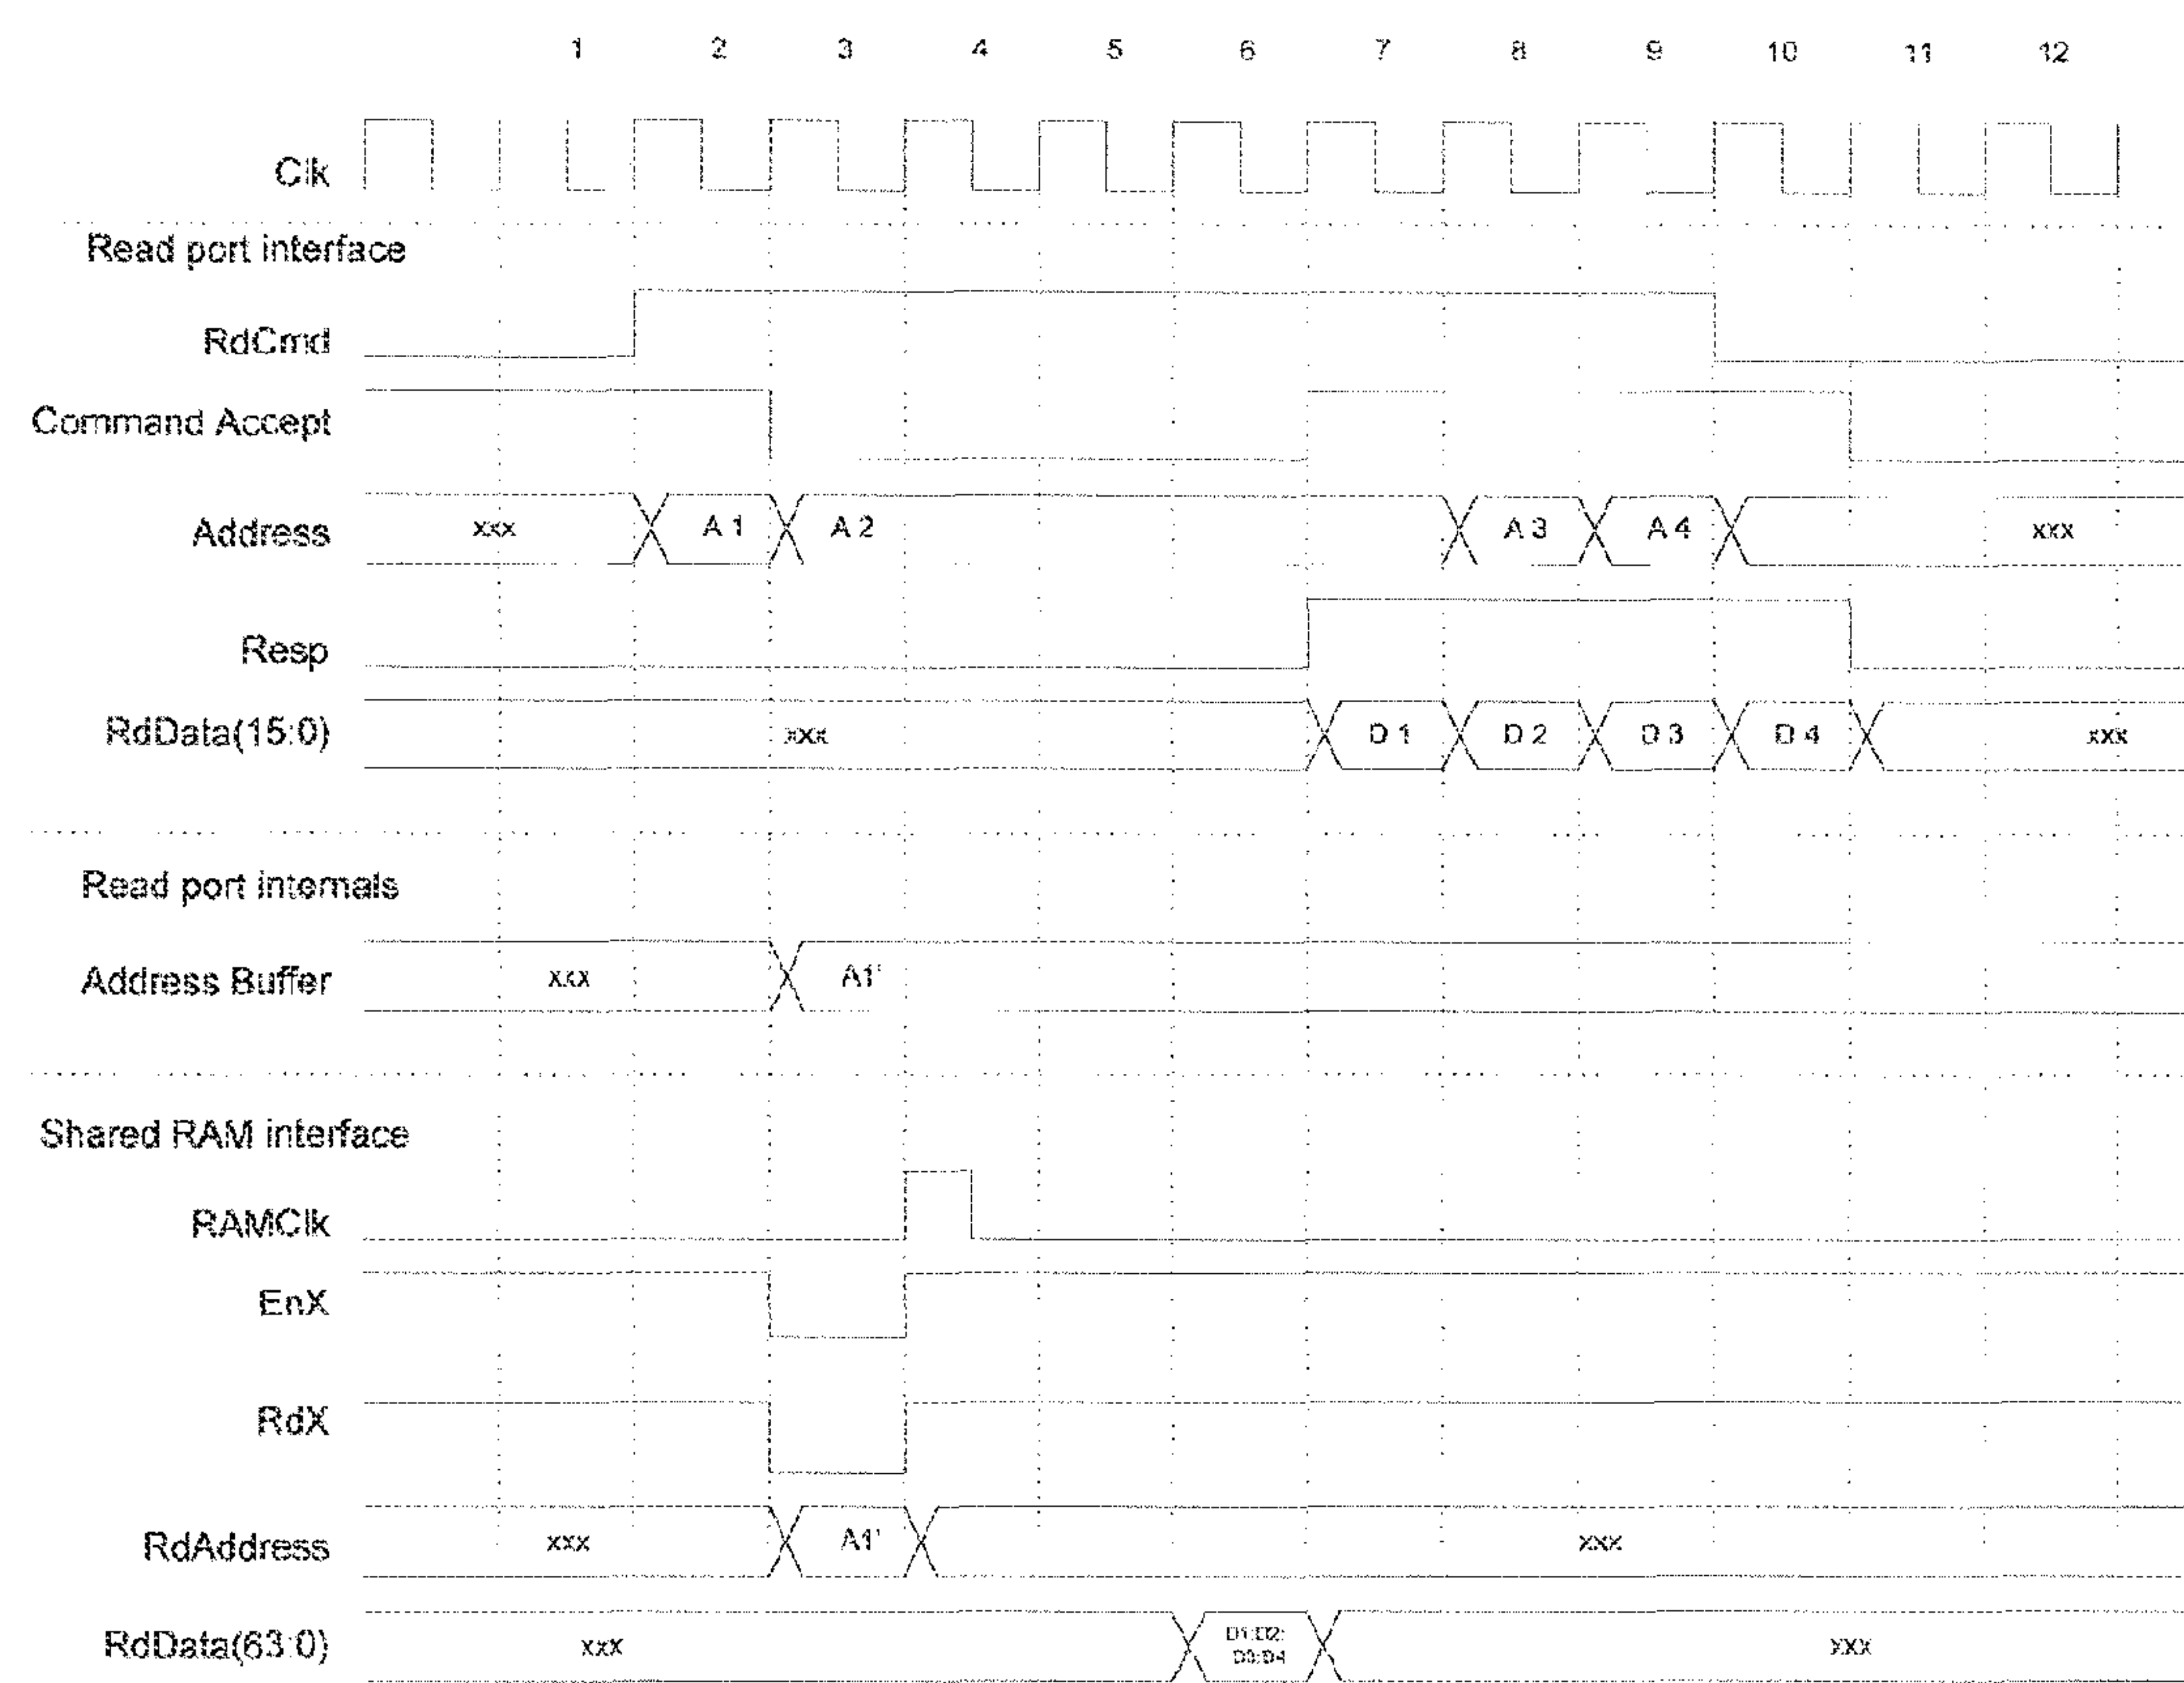 1 2 3 4 5 6 7 8 9 10 11 12
Clk
Read port interface
RdCmd
Command Accept
Address xxx A 1 A 2 A 3 A 4 xxx
Resp
RdData(15:0) xxx D 1 D 2 D 3 D 4 xxx
Read port internals
Address Buffer xxx A1'
Shared RAM interface
RAMClk
EnX
RdX
RdAddress xxx A1' xxx
RdData(63:0) xxx D1:D2: xxx
D3:D4